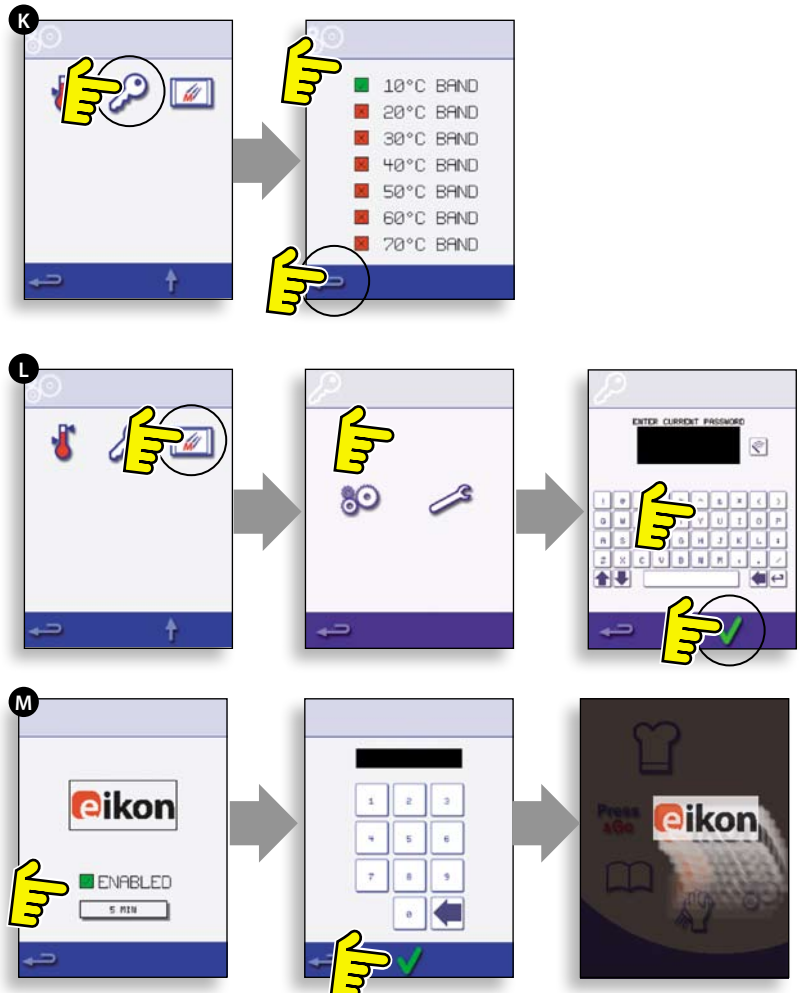 K
10°C BAND
20°C BAND
30°C BAND
40°C BAND
50°C BAND
60°C BAND
70°C BAND
L
ENTER CURRENT PASSWORD
Y U I O P
A S G H J K L
Z X C V B N M , . /
M
eikon
ENABLED
5 MIN
1 2 3
4 5 6
7 8 9
0
Press
&Go
eikon